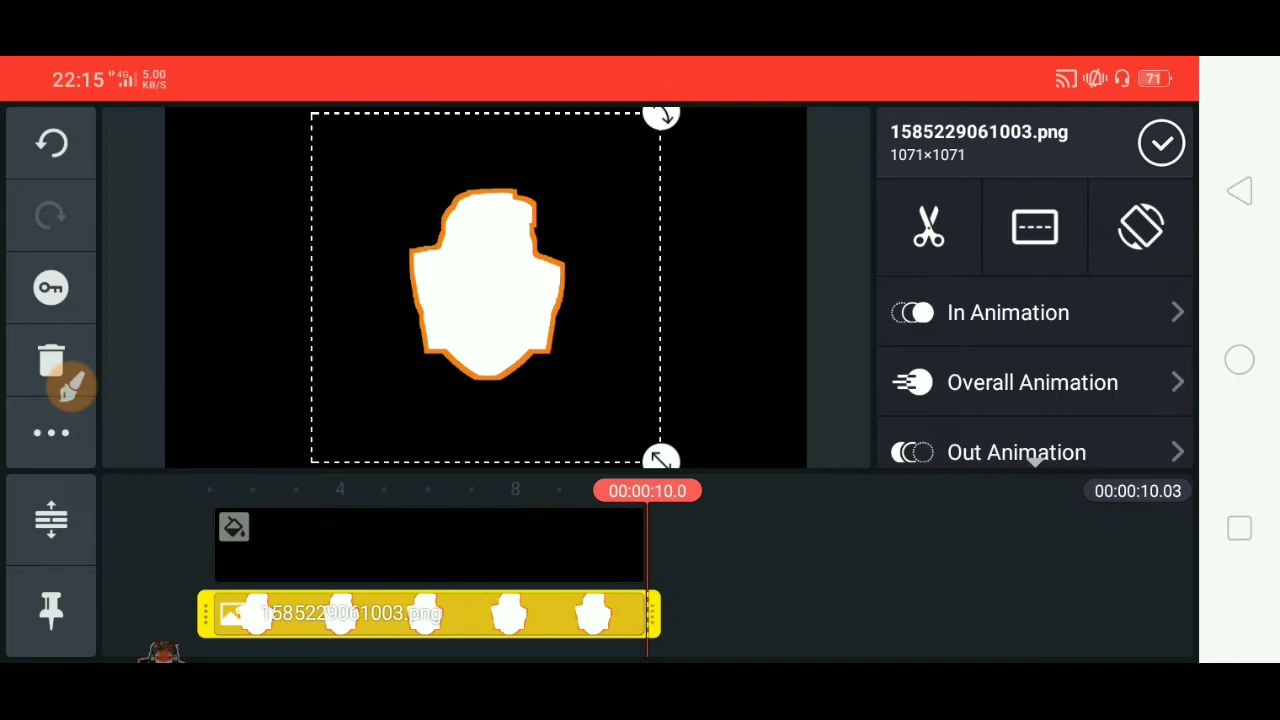 22:15 4G 5.00 KB/S
71
1585229061003.png
1071×1071
In Animation
Overall Animation
Out Animation
4 8 00:00:10.0 00:00:10.03
1585229061003.png